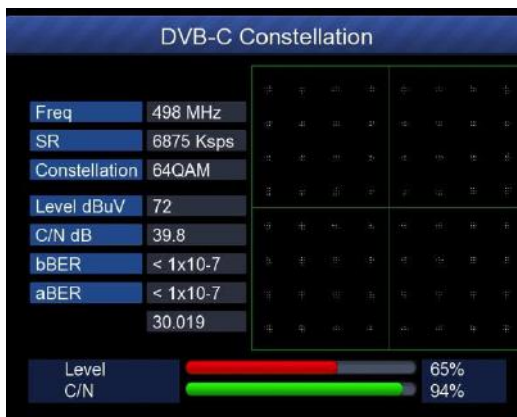 DVB-C Constellation
Freq 498 MHz
SR 6875 Ksps
Constellation 64QAM
Level dBuV 72
C/N dB 39.8
bBER < 1x10-7
aBER < 1x10-7
30.019
Level 65%
C/N 94%